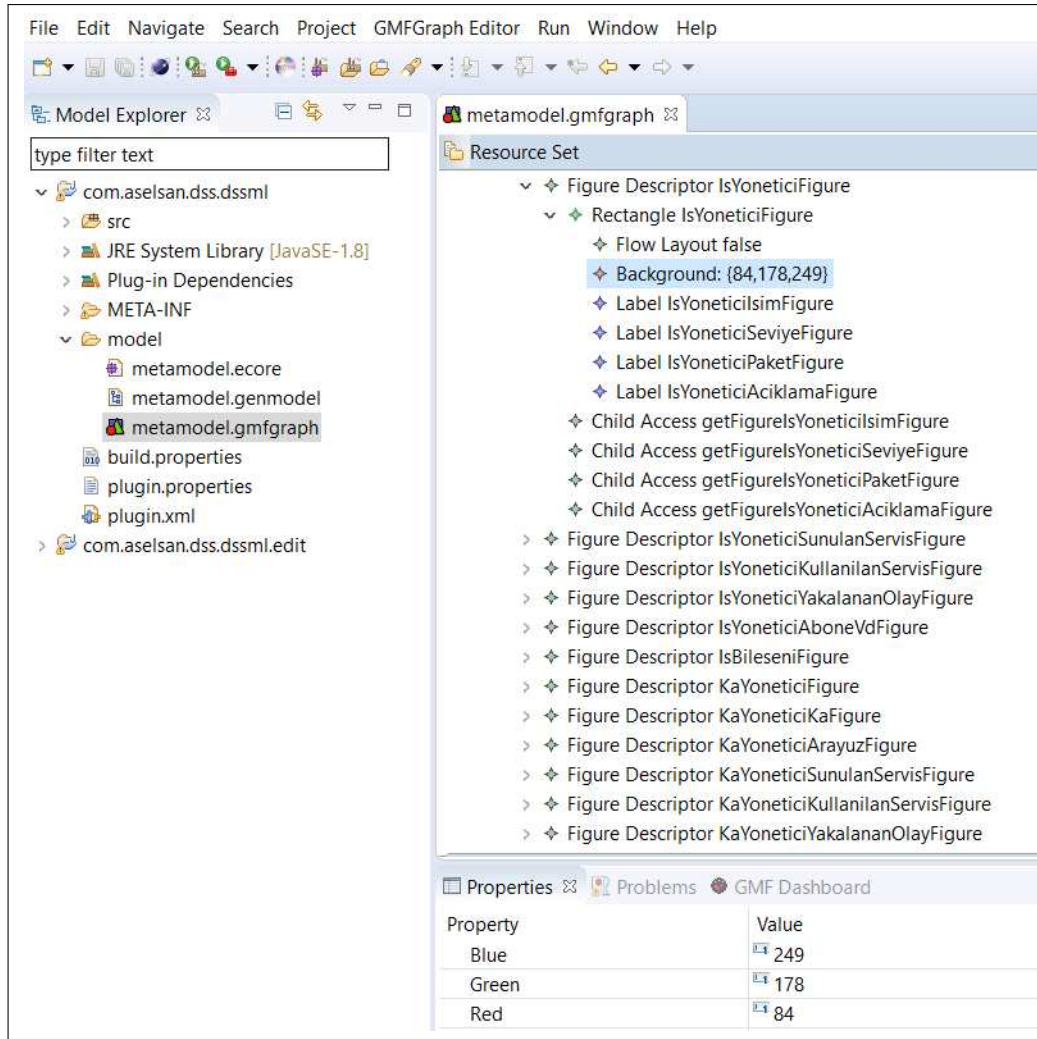 File Edit Navigate Search Project GMFGraph Editor Run Window Help
Model Explorer
type filter text
com.aselsan.dss.dssml
src
JRE System Library [JavaSE-1.8]
Plug-in Dependencies
META-INF
model
metamodel.ecore
metamodel.genmodel
metamodel.gmfgraph
build.properties
plugin.properties
plugin.xml
com.aselsan.dss.dssml.edit
metamodel.gmfgraph
Resource Set
Figure Descriptor IsYoneticiFigure
Rectangle IsYoneticiFigure
Flow Layout false
Background: {84,178,249}
Label IsYoneticiIsimFigure
Label IsYoneticiSeviyeFigure
Label IsYoneticiPaketFigure
Label IsYoneticiAciklamaFigure
Child Access getFigureIsYoneticiIsimFigure
Child Access getFigureIsYoneticiSeviyeFigure
Child Access getFigureIsYoneticiPaketFigure
Child Access getFigureIsYoneticiAciklamaFigure
Figure Descriptor IsYoneticiSunulanServisFigure
Figure Descriptor IsYoneticiKullanilanServisFigure
Figure Descriptor IsYoneticiYakalananOlayFigure
Figure Descriptor IsYoneticiAboneVdFigure
Figure Descriptor IsBileseniFigure
Figure Descriptor KaYoneticiFigure
Figure Descriptor KaYoneticiKaFigure
Figure Descriptor KaYoneticiArayuzFigure
Figure Descriptor KaYoneticiSunulanServisFigure
Figure Descriptor KaYoneticiKullanilanServisFigure
Figure Descriptor KaYoneticiYakalananOlayFigure
Properties Problems GMF Dashboard
Property Value
Blue 249
Green 178
Red 84